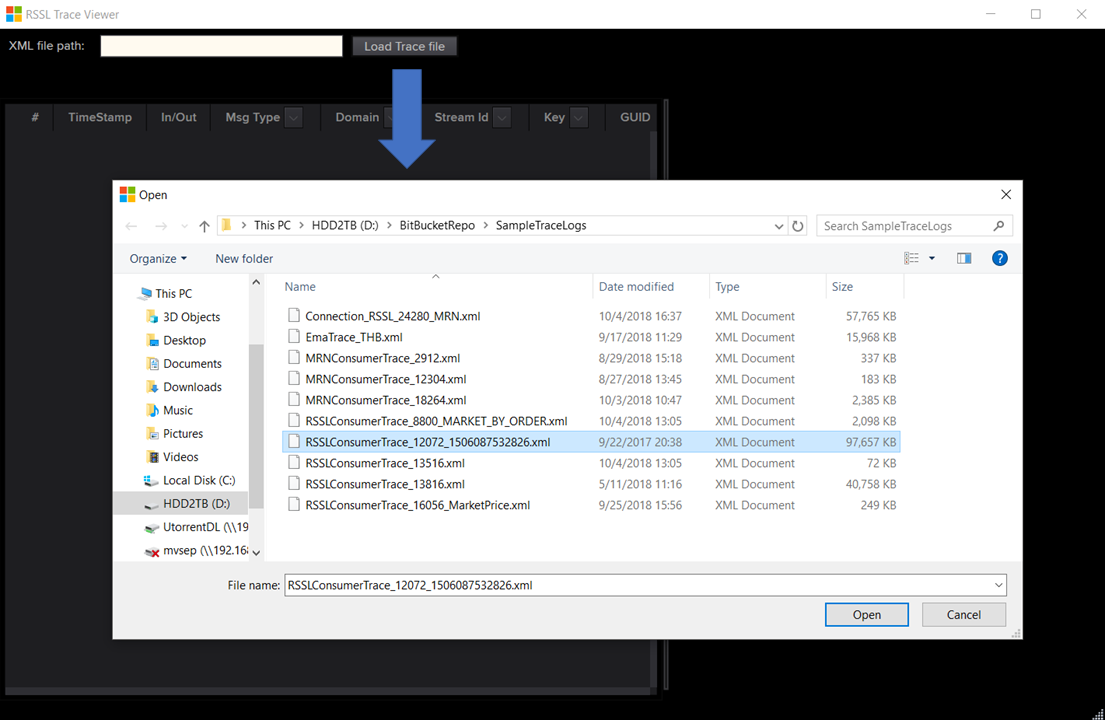 RSSL Trace Viewer
XML file path: Load Trace file
# TimeStamp In/Out Msg Type Domain Stream Id Key GUID
Open
This PC > HDD2TB (D:) > BitBucketRepo > SampleTraceLogs Search SampleTraceLogs
Organize New folder ?
Name Date modified Type Size
This PC
3D Objects
Desktop
Documents
Downloads
Music
Pictures
Videos
Local Disk (C:)
HDD2TB (D:)
UtorrentDL (\\19
mvsep (\\192.16
Connection_RSSL_24280_MRN.xml 10/4/2018 16:37 XML Document 57,765 KB
EmaTrace_THB.xml 9/17/2018 11:29 XML Document 15,968 KB
MRNConsumerTrace_2912.xml 8/29/2018 15:18 XML Document 337 KB
MRNConsumerTrace_12304.xml 8/27/2018 13:45 XML Document 183 KB
MRNConsumerTrace_18264.xml 10/3/2018 10:47 XML Document 2,385 KB
RSSLConsumerTrace_8800_MARKET_BY_ORDER.xml 10/4/2018 13:05 XML Document 2,098 KB
RSSLConsumerTrace_12072_1506087532826.xml 9/22/2017 20:38 XML Document 97,657 KB
RSSLConsumerTrace_13516.xml 10/4/2018 13:05 XML Document 72 KB
RSSLConsumerTrace_13816.xml 5/11/2018 11:16 XML Document 40,758 KB
RSSLConsumerTrace_16056_MarketPrice.xml 9/25/2018 15:56 XML Document 249 KB
File name: RSSLConsumerTrace_12072_1506087532826.xml
Open Cancel